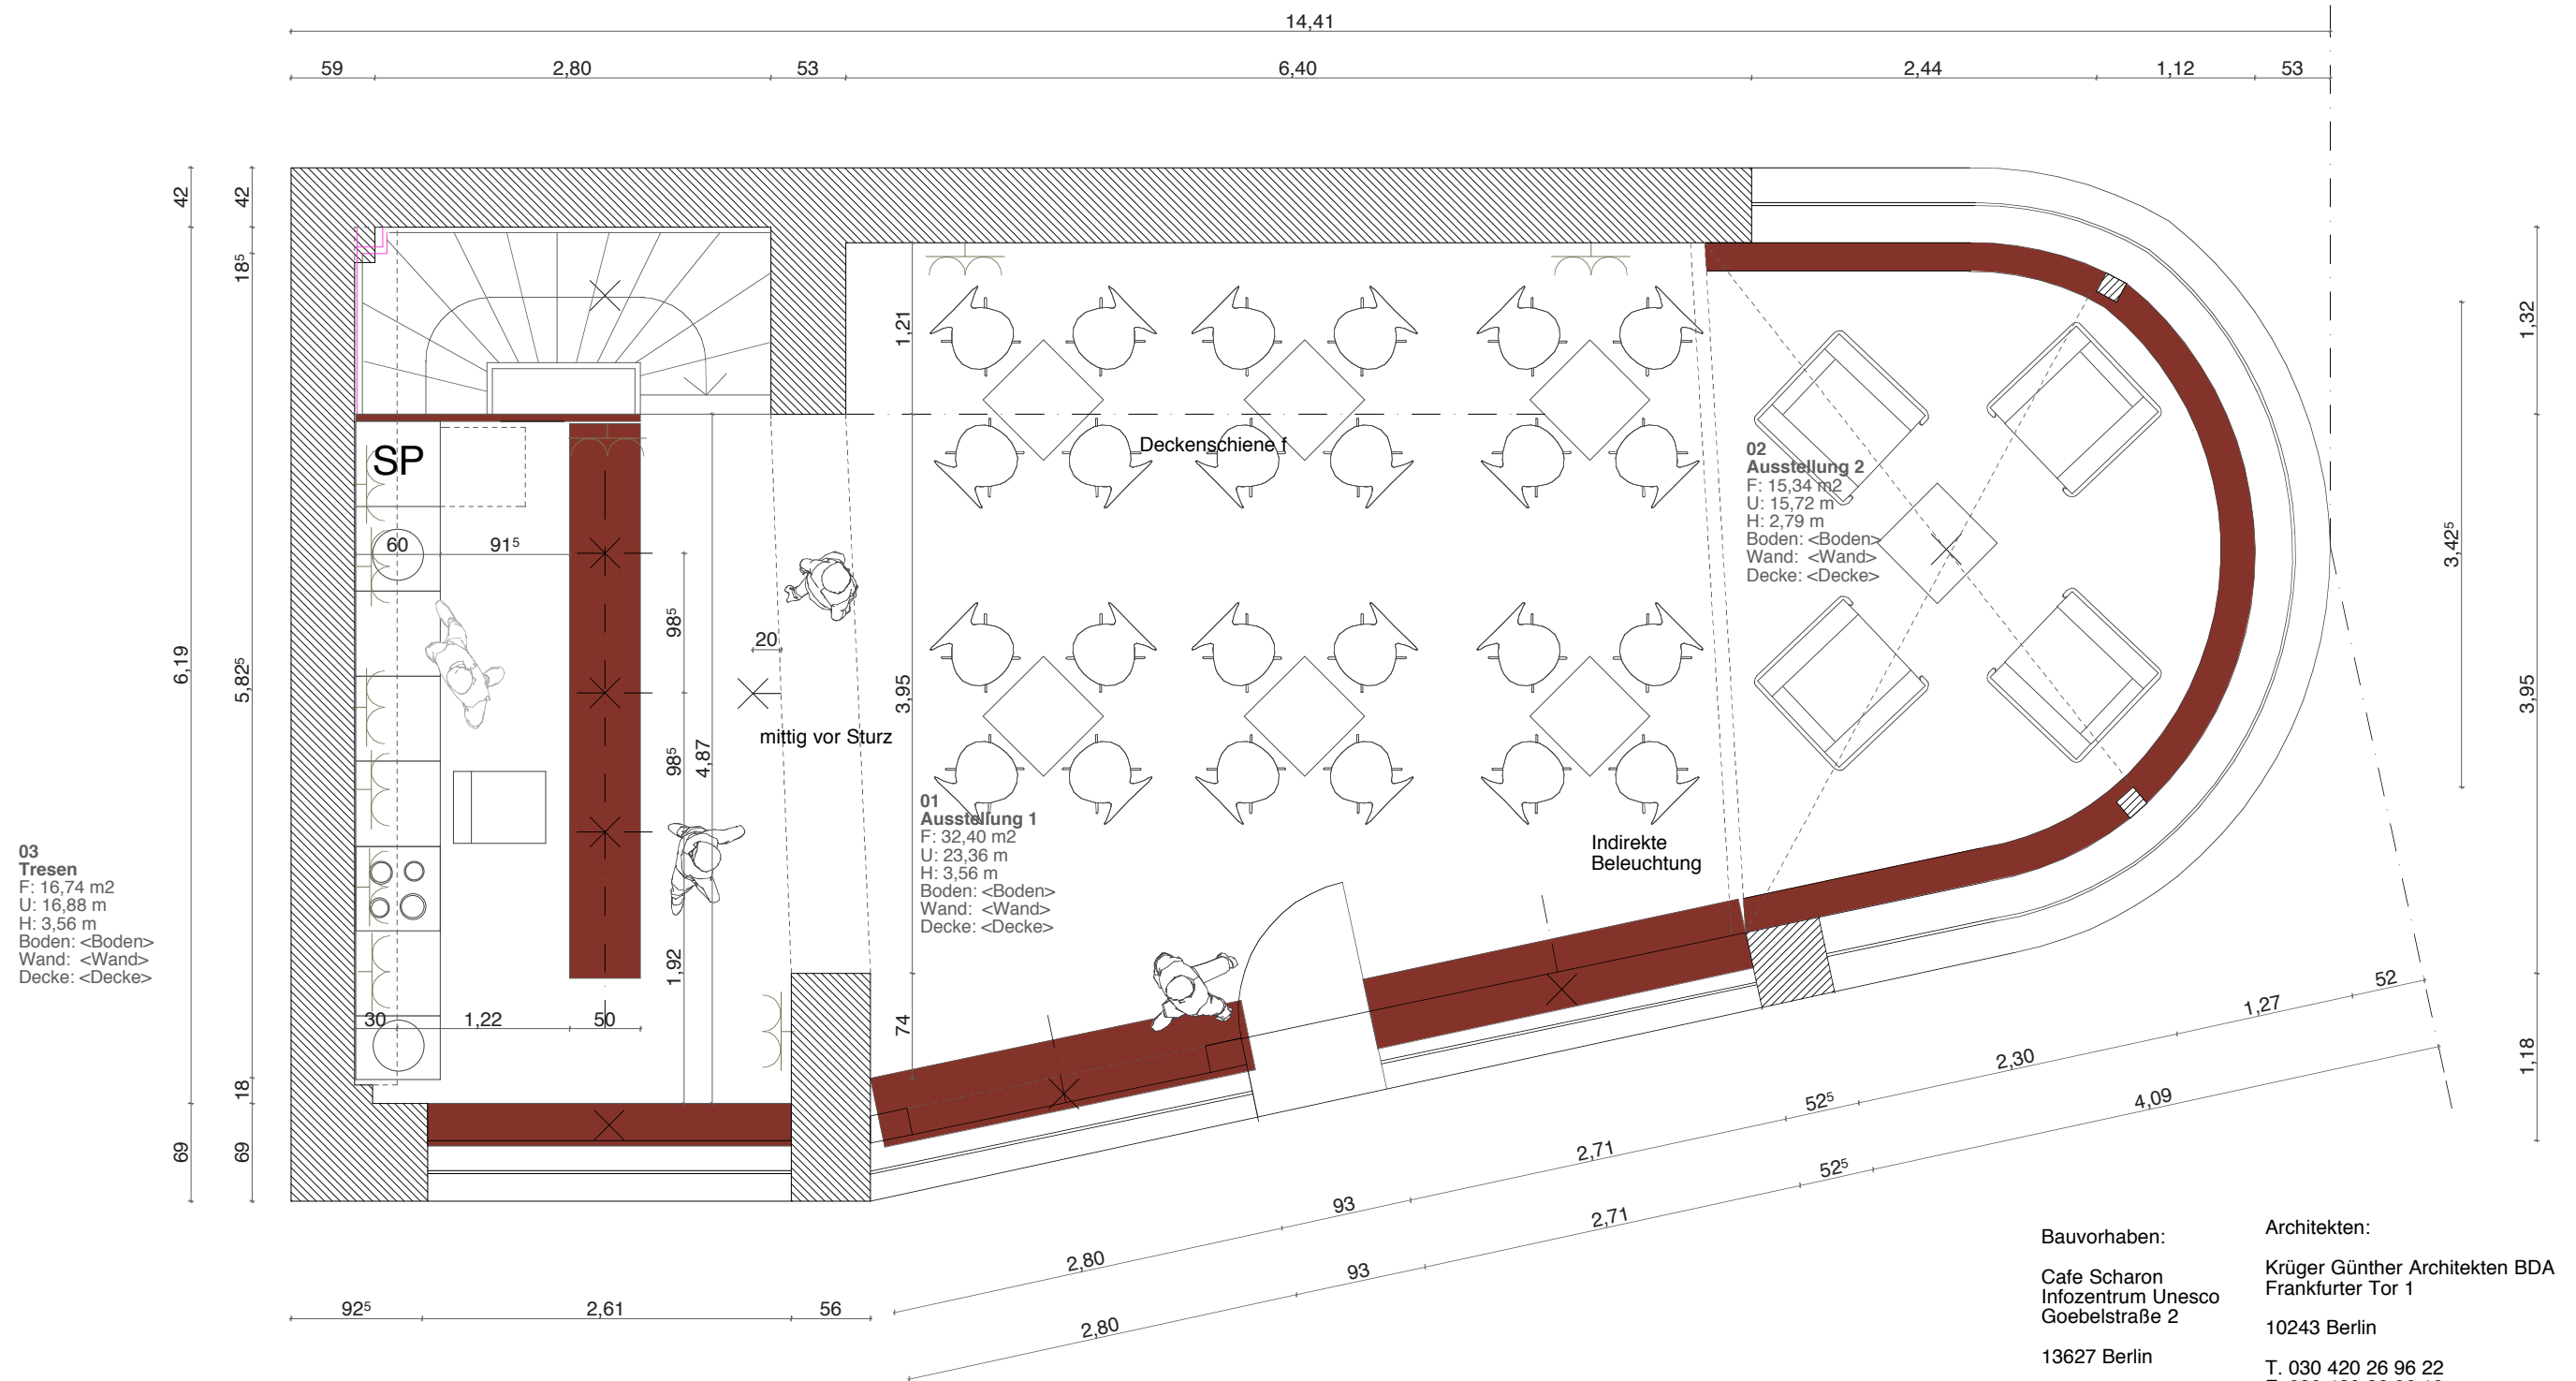 14,41
59
2,80
53
6,40
2,44
1,12
53
42
42
18⁵
6,19
5,825
18
69
69
1,21
3,95
74
1,32
3,425
3,95
1,18
SP
60
91⁵
98⁵
98⁵
4,87
1,92
20
mittig vor Sturz
30
1,22
50
Deckenschiene f
02
Ausstellung 2
F: 15,34 m2
U: 15,72 m
H: 2,79 m
Boden: <Boden>
Wand: <Wand>
Decke: <Decke>
01
Ausstellung 1
F: 32,40 m2
U: 23,36 m
H: 3,56 m
Boden: <Boden>
Wand: <Wand>
Decke: <Decke>
Indirekte
Beleuchtung
03
Tresen
F: 16,74 m2
U: 16,88 m
H: 3,56 m
Boden: <Boden>
Wand: <Wand>
Decke: <Decke>
2,80
93
2,71
52⁵
2,30
1,27
52
2,80
93
2,71
52⁵
4,09
92⁵
2,61
56
Bauvorhaben:
Cafe Scharon
Infozentrum Unesco
Goebelstraße 2
13627 Berlin
Architekten:
Krüger Günther Architekten BDA
Frankfurter Tor 1
10243 Berlin
T. 030 420 26 96 22